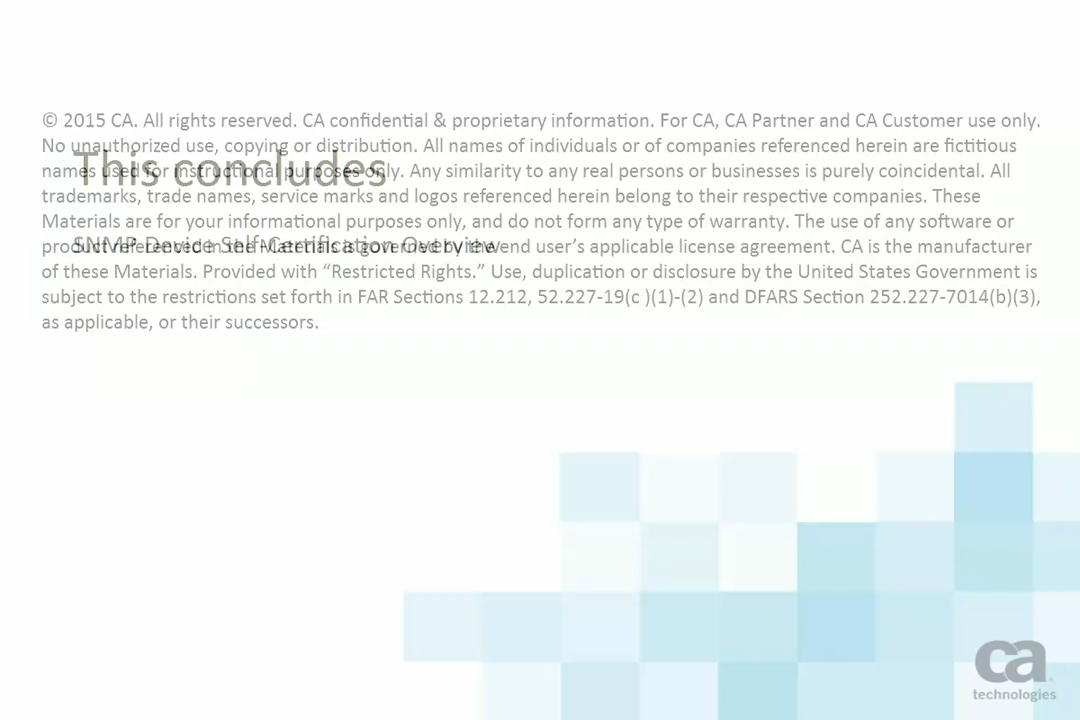 © 2015 CA. All rights reserved. CA confidential & proprietary information. For CA, CA Partner and CA Customer use only.
No unauthorized use, copying or distribution. All names of individuals or of companies referenced herein are fictitious
This concludes
names used for instructional purposes only. Any similarity to any real persons or businesses is purely coincidental. All
trademarks, trade names, service marks and logos referenced herein belong to their respective companies. These
Materials are for your informational purposes only, and do not form any type of warranty. The use of any software or
SNMP Device Self-Certification Overview
product referenced in the Materials is governed by the end user’s applicable license agreement. CA is the manufacturer
of these Materials. Provided with “Restricted Rights.” Use, duplication or disclosure by the United States Government is
subject to the restrictions set forth in FAR Sections 12.212, 52.227-19(c )(1)-(2) and DFARS Section 252.227-7014(b)(3),
as applicable, or their successors.
ca
technologies